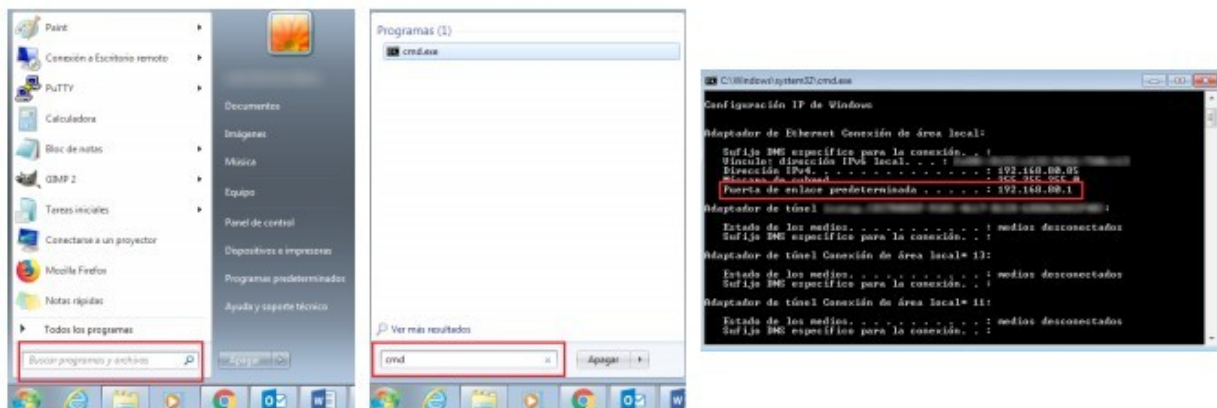 Paint
Conexión a Escritorio remoto
PuTTY
Calculadora
Bloc de notas
GIMP 2
Tareas iniciales
Conectarse a un proyector
Mozilla Firefox
Notas rápidas
Todos los programas
Buscar programas y archivos
Documentos
Imágenes
Música
Equipo
Panel de control
Dispositivos e impresoras
Programas predeterminados
Ayuda y soporte técnico
Apagar
Programas (1)
cmd.exe
Ver más resultados
cmd
Apagar
C:\Windows\system32\cmd.exe
Configuración IP de Windows
Adaptador de Ethernet Conexión de área local:
Sufijo DNS específico para la conexión. . :
Vínculo: dirección IPv6 local. . . :
Dirección IPv4. . . . . . . . . . . . . . : 192.168.80.85
Máscara de subred
Puerta de enlace predeterminada . . . . . : 192.168.80.1
Adaptador de túnel
Estado de los medios. . . . . . . . . . . : medios desconectados
Sufijo DNS específico para la conexión. . :
Adaptador de túnel Conexión de área local* 13:
Estado de los medios. . . . . . . . . . . : medios desconectados
Sufijo DNS específico para la conexión. . :
Adaptador de túnel Conexión de área local* 11:
Estado de los medios. . . . . . . . . . . : medios desconectados
Sufijo DNS específico para la conexión. . :